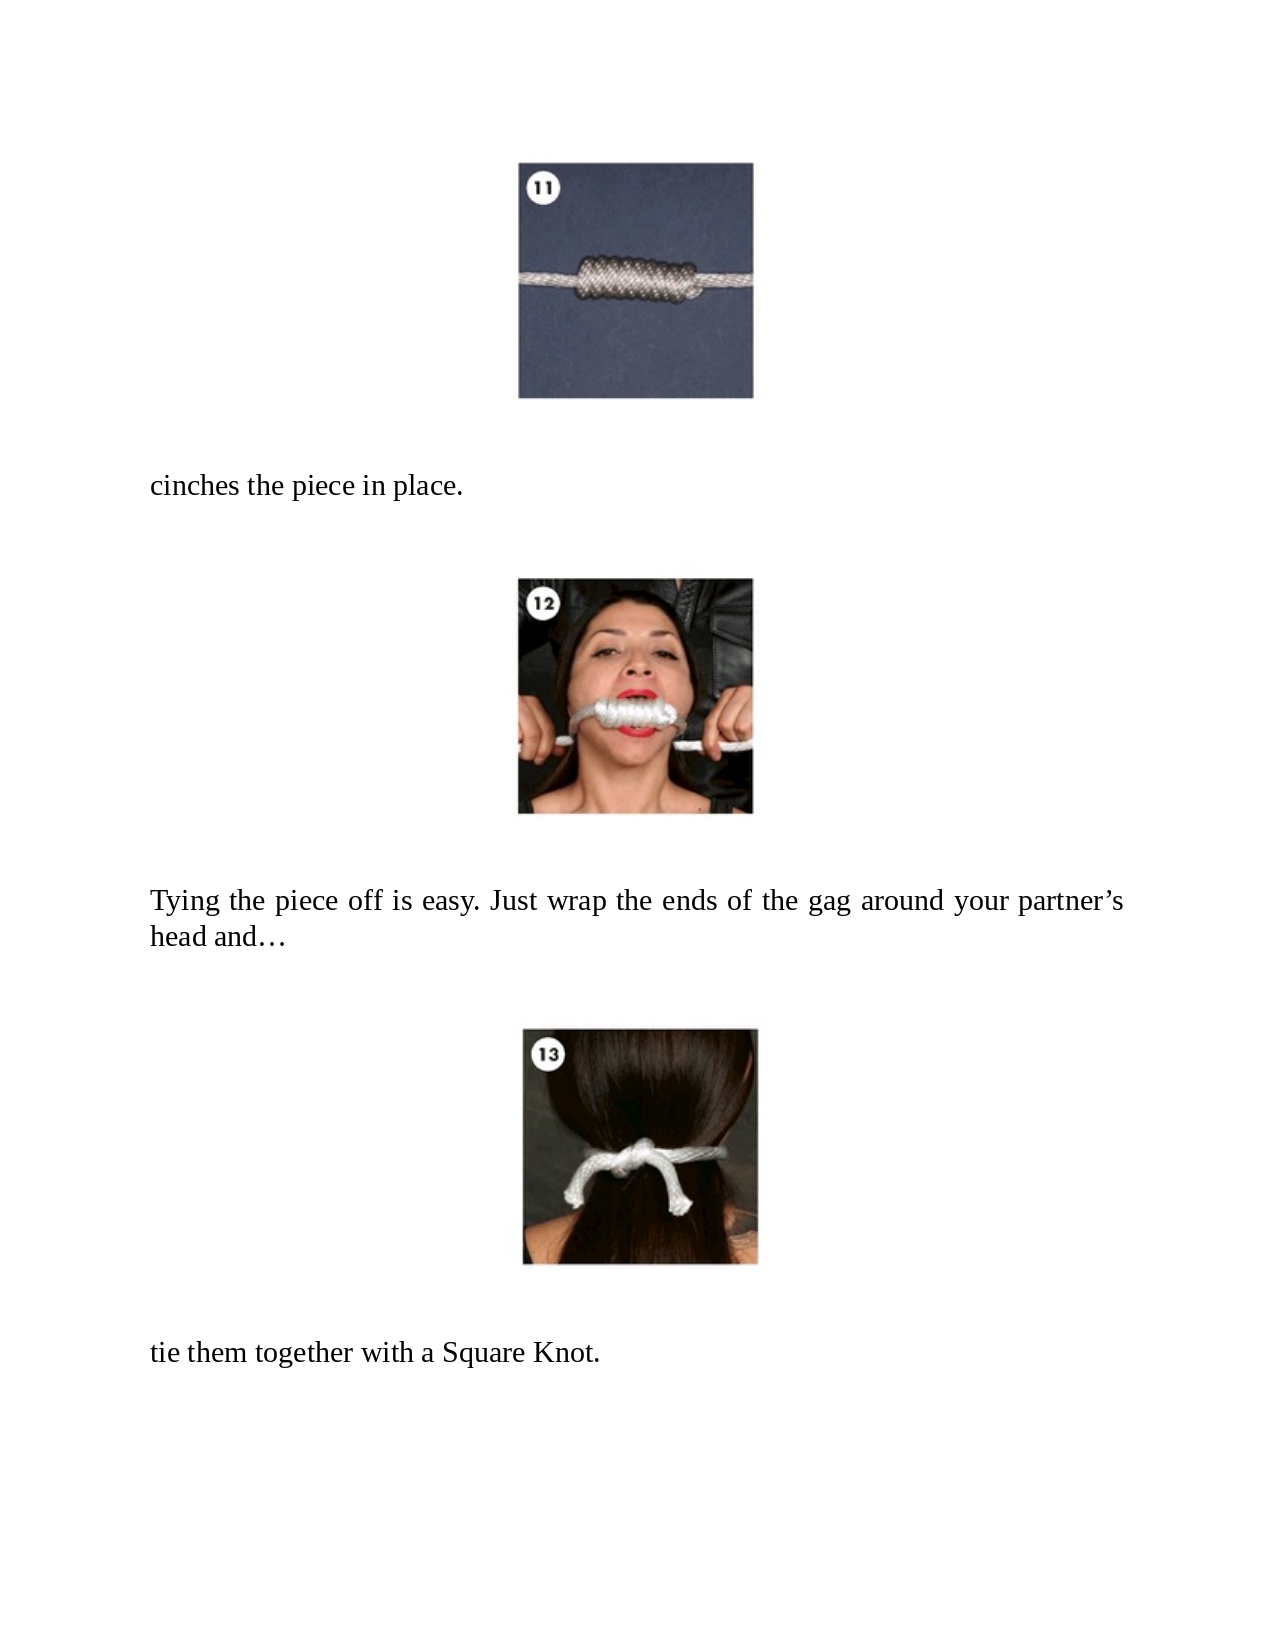 11
cinches the piece in place.
12
Tying the piece off is easy. Just wrap the ends of the gag around your partner’s
head and…
13
tie them together with a Square Knot.